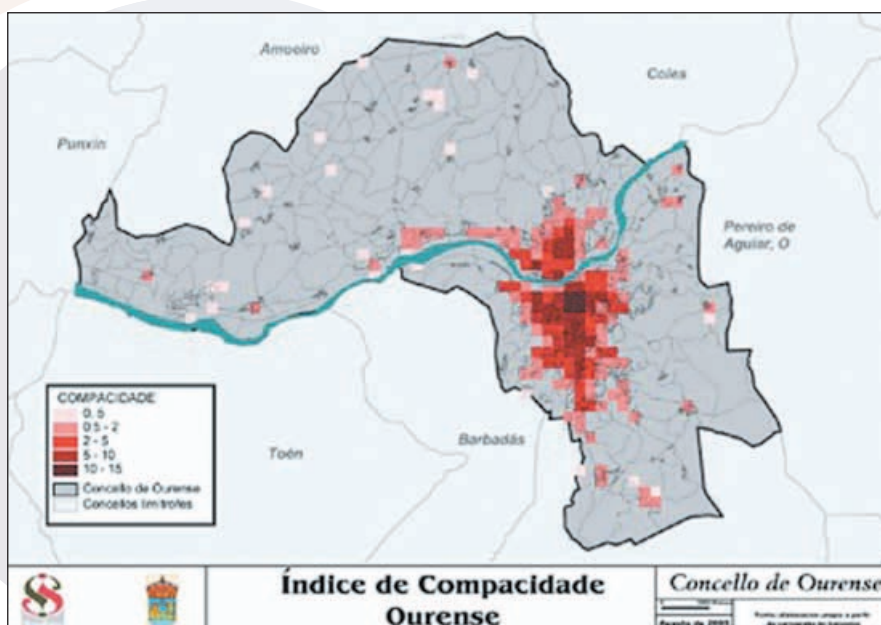 Amoeiro
Coles
Punxín
Pereiro de
Aguiar, O
COMPACIDADE
0, 5
0.5 - 2
2 - 5
5 - 10
10 - 15
Concello de Ourense
Concellos limítrofes
Toén
Barbadás
Índice de Compacidade
Ourense
Concello de Ourense